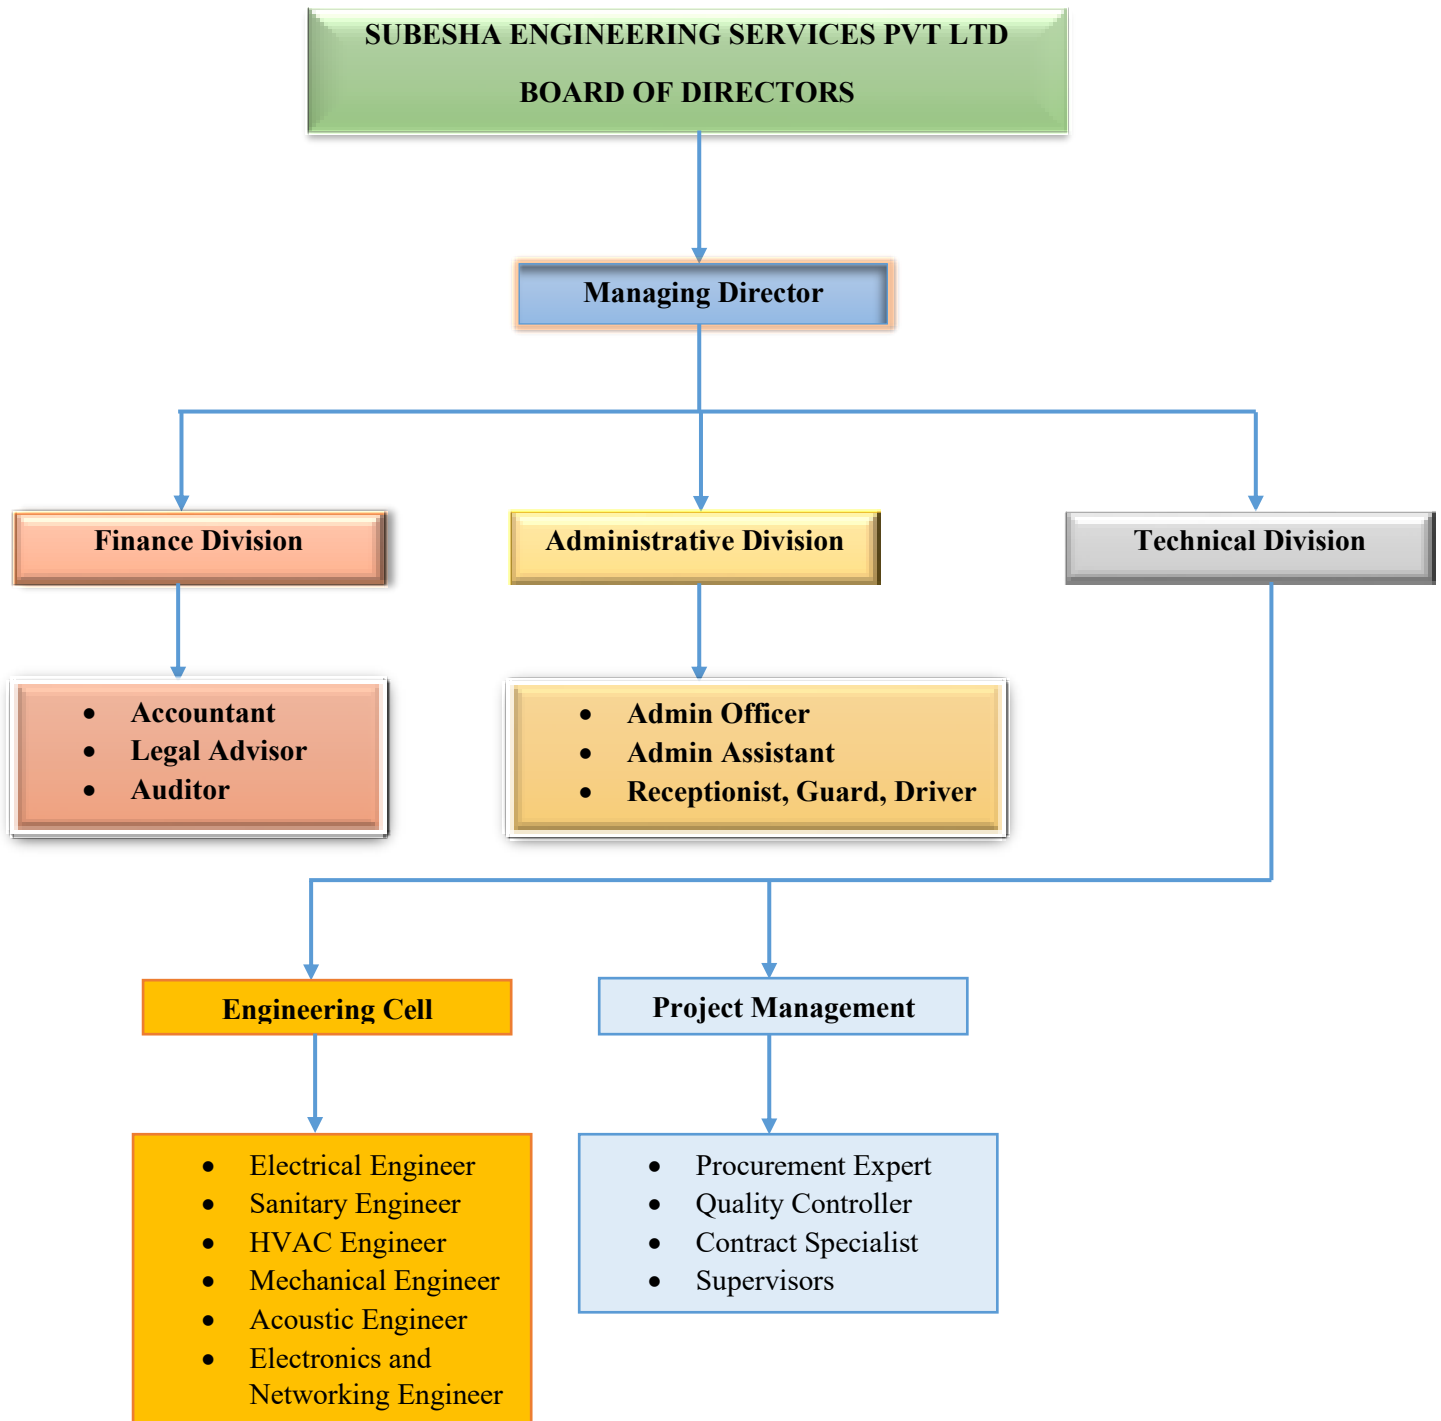 SUBESHA ENGINEERING SERVICES PVT LTD
BOARD OF DIRECTORS
Managing Director
Finance Division
Administrative Division
Technical Division
• Accountant
• Legal Advisor
• Auditor
• Admin Officer
• Admin Assistant
• Receptionist, Guard, Driver
Engineering Cell
Project Management
• Electrical Engineer
• Sanitary Engineer
• HVAC Engineer
• Mechanical Engineer
• Acoustic Engineer
• Electronics and
Networking Engineer
• Procurement Expert
• Quality Controller
• Contract Specialist
• Supervisors